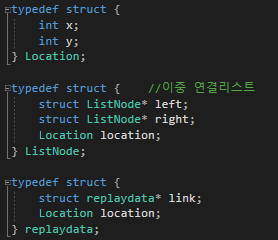 typedef struct {
    int x;
    int y;
} Location;

typedef struct {    //이중 연결리스트
    struct ListNode* left;
    struct ListNode* right;
    Location location;
} ListNode;

typedef struct {
    struct replaydata* link;
    Location location;
} replaydata;